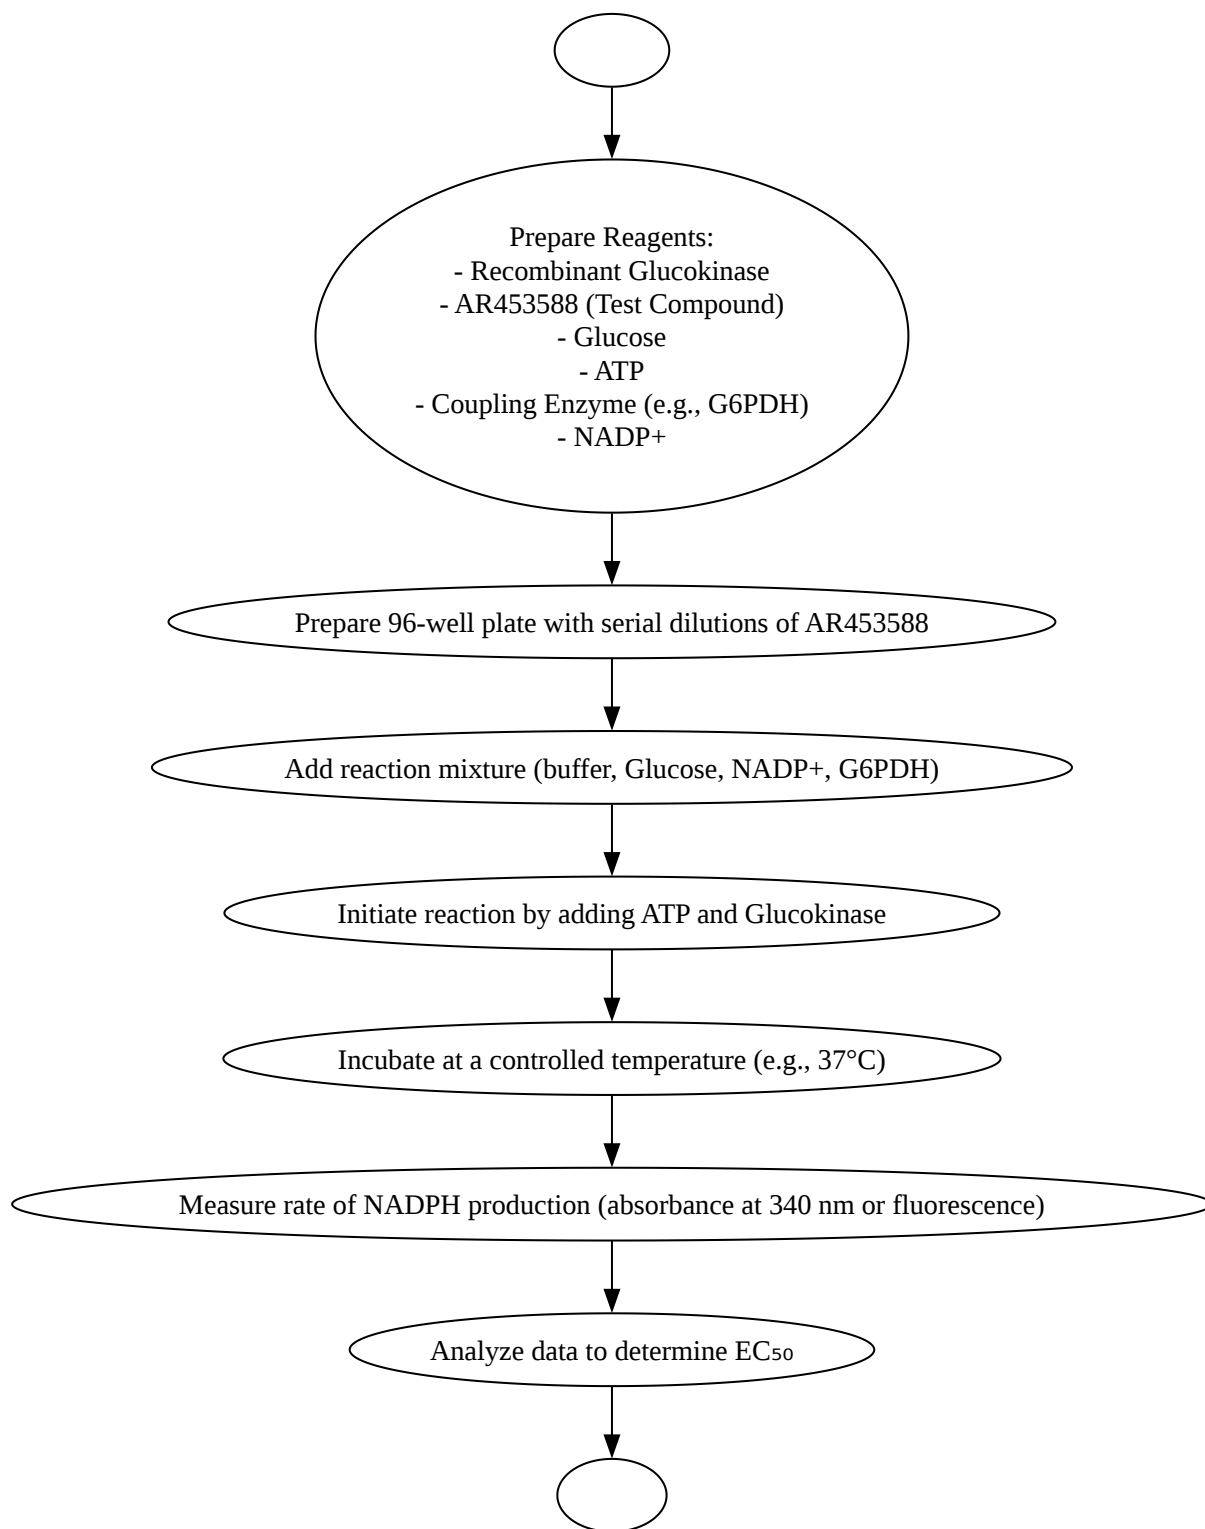 Prepare Reagents:
- Recombinant Glucokinase
- AR453588 (Test Compound)
- Glucose
- ATP
- Coupling Enzyme (e.g., G6PDH)
- NADP+
Prepare 96-well plate with serial dilutions of AR453588
Add reaction mixture (buffer, Glucose, NADP+, G6PDH)
Initiate reaction by adding ATP and Glucokinase
Incubate at a controlled temperature (e.g., 37°C)
Measure rate of NADPH production (absorbance at 340 nm or fluorescence)
Analyze data to determine EC₅₀